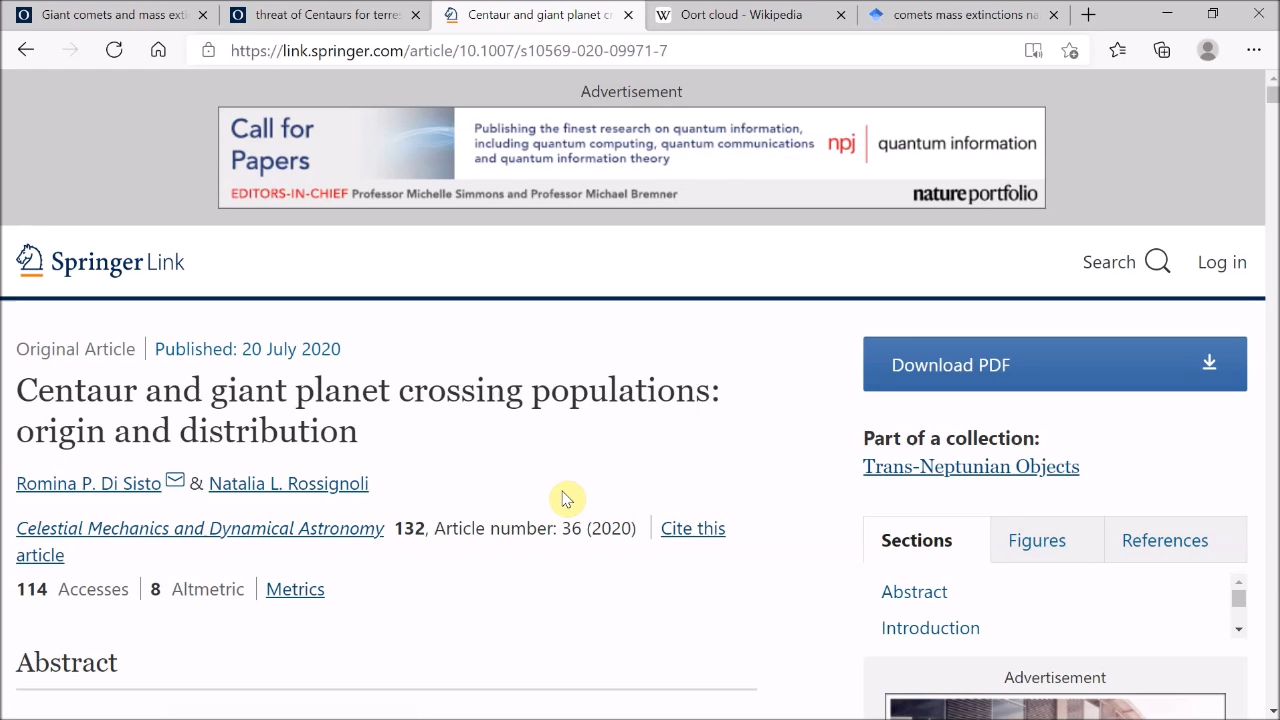 Giant comets and mass exti
threat of Centaurs for terres
Centaur and giant planet cr
Oort cloud - Wikipedia
comets mass extinctions na
https://link.springer.com/article/10.1007/s10569-020-09971-7
Advertisement
Call for
Papers
Publishing the finest research on quantum information,
including quantum computing, quantum communications
and quantum information theory
npj
quantum information
EDITORS-IN-CHIEF Professor Michelle Simmons and Professor Michael Bremner
natureportfolio
Springer Link
Search
Log in
Original Article
Published: 20 July 2020
Centaur and giant planet crossing populations:
origin and distribution
Romina P. Di Sisto & Natalia L. Rossignoli
Celestial Mechanics and Dynamical Astronomy 132, Article number: 36 (2020)
Cite this
article
114 Accesses
8 Altmetric
Metrics
Abstract
Download PDF
Part of a collection:
Trans-Neptunian Objects
Sections
Figures
References
Abstract
Introduction
Advertisement